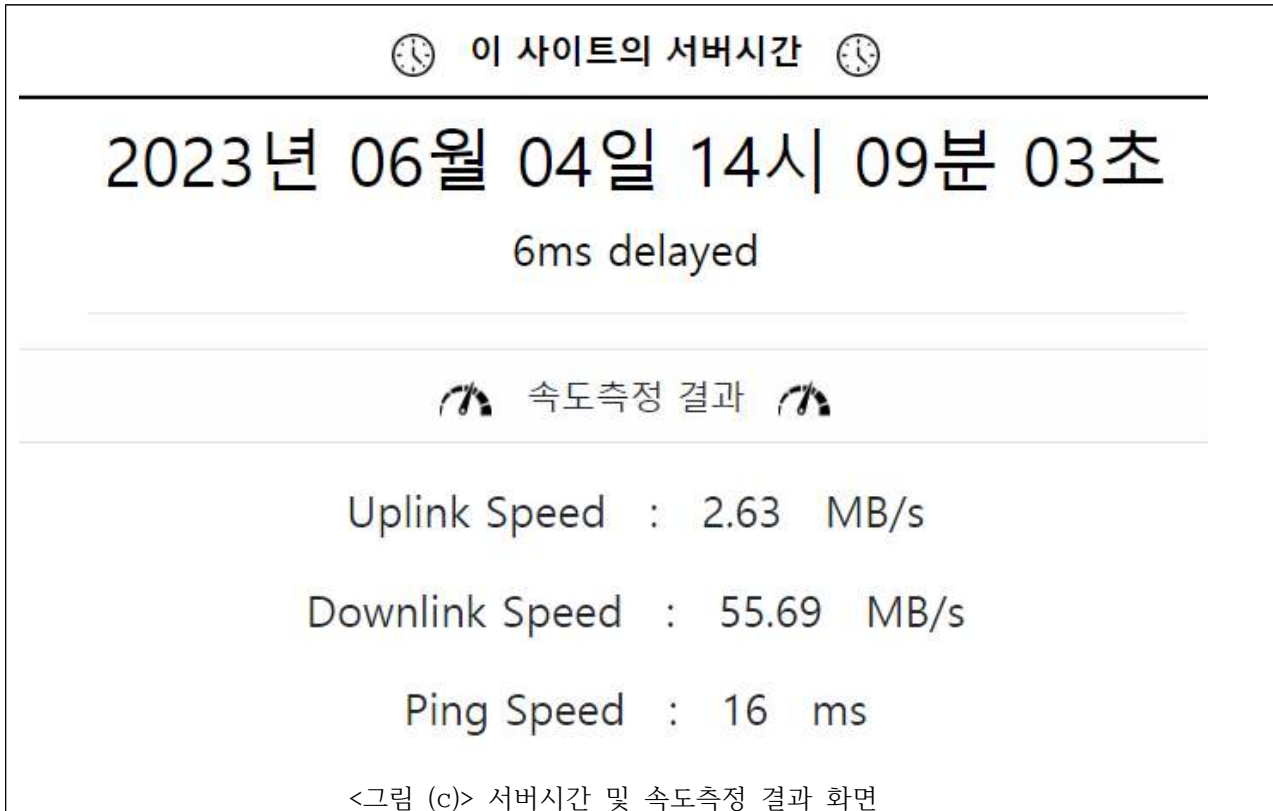 이 사이트의 서버시간
2023년 06월 04일 14시 09분 03초
6ms delayed
속도측정 결과
Uplink Speed : 2.63 MB/s
Downlink Speed : 55.69 MB/s
Ping Speed : 16 ms
<그림 (c)> 서버시간 및 속도측정 결과 화면